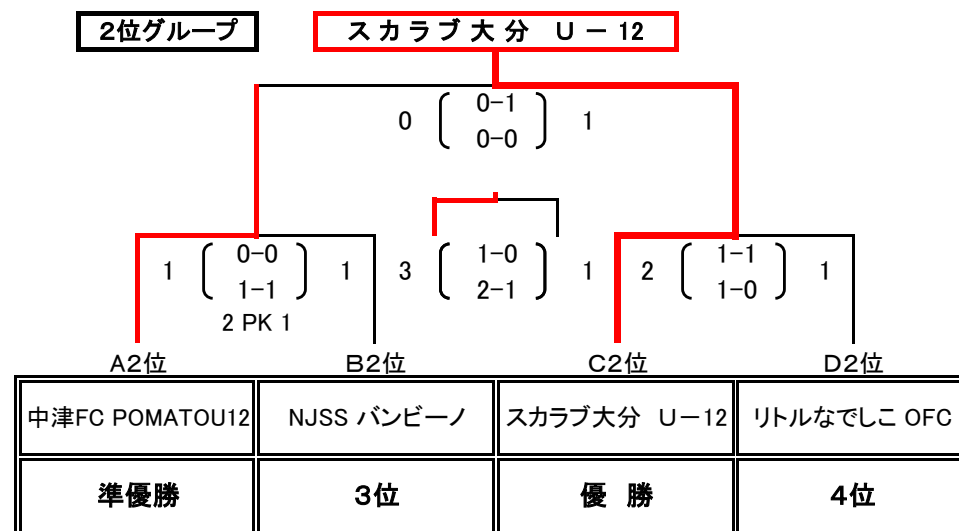 2位グループ
スカラブ大分 U－12
0 0-1 1
0-0
1 0-0 1
1-1
2 PK 1
3 1-0 1
2-1
2 1-1 1
1-0
A2位 B2位 C2位 D2位
中津FC POMATOU12 NJSS バンビーノ スカラブ大分 U－12 リトルなでしこ OFC
準優勝 3位 優 勝 4位